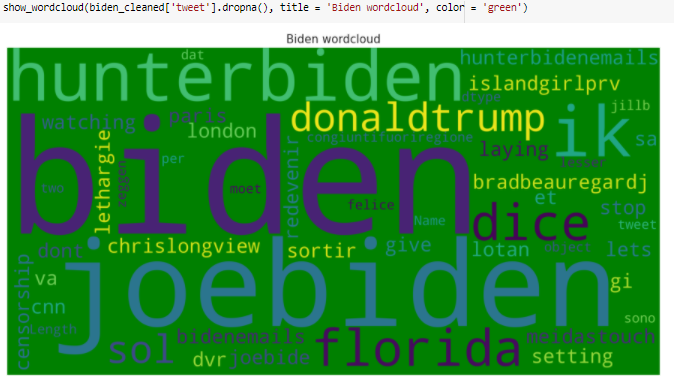 show_wordcloud(biden_cleaned['tweet'].dropna(), title = 'Biden wordcloud', color = 'green')
Biden wordcloud
dat
hunterbiden
hunterbidenemails
islandgirlprv
dtype
jillb
watching
paris
london
donaldtrump
ik
sa
congiuntifuoriregione
laying
lesser
lethargie
zeggen
per
two
biden
moet
redevenir
felice
bradbeauregardj
et
stop
Name
dice
tweet
chrislongview
sortir
give
lotan
object
lets
dont
va
joebiden
gi
censorship
cnn
Length
sono
sol
bidenemails
florida
meidastouch
dvr
joebide
setting